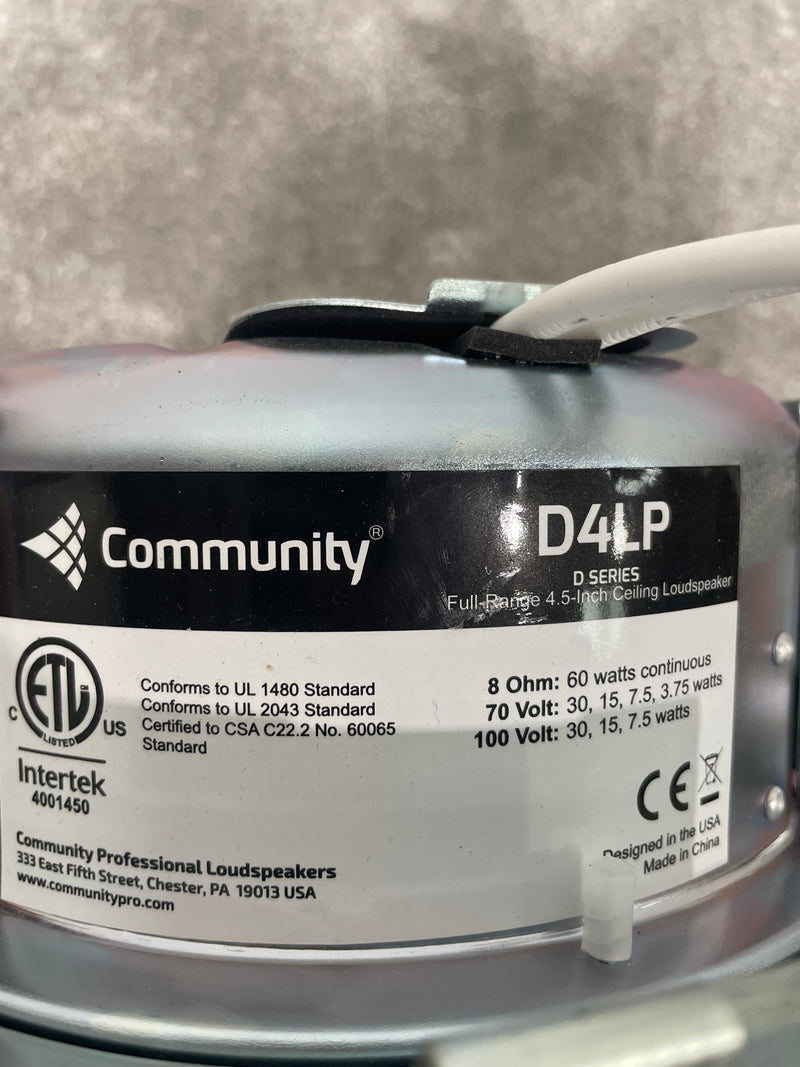 Community®
D4LP
D SERIES
Full-Range 4.5-Inch Ceiling Loudspeaker
ETL CM
LISTED
C US
Intertek
4001450
Conforms to UL 1480 Standard
Conforms to UL 2043 Standard
Certified to CSA C22.2 No. 60065
Standard
8 Ohm: 60 watts continuous
70 Volt: 30, 15, 7.5, 3.75 watts
100 Volt: 30, 15, 7.5 watts
CE
Designed in the USA
Made in China
Community Professional Loudspeakers
333 East Fifth Street, Chester, PA 19013 USA
www.communitypro.com